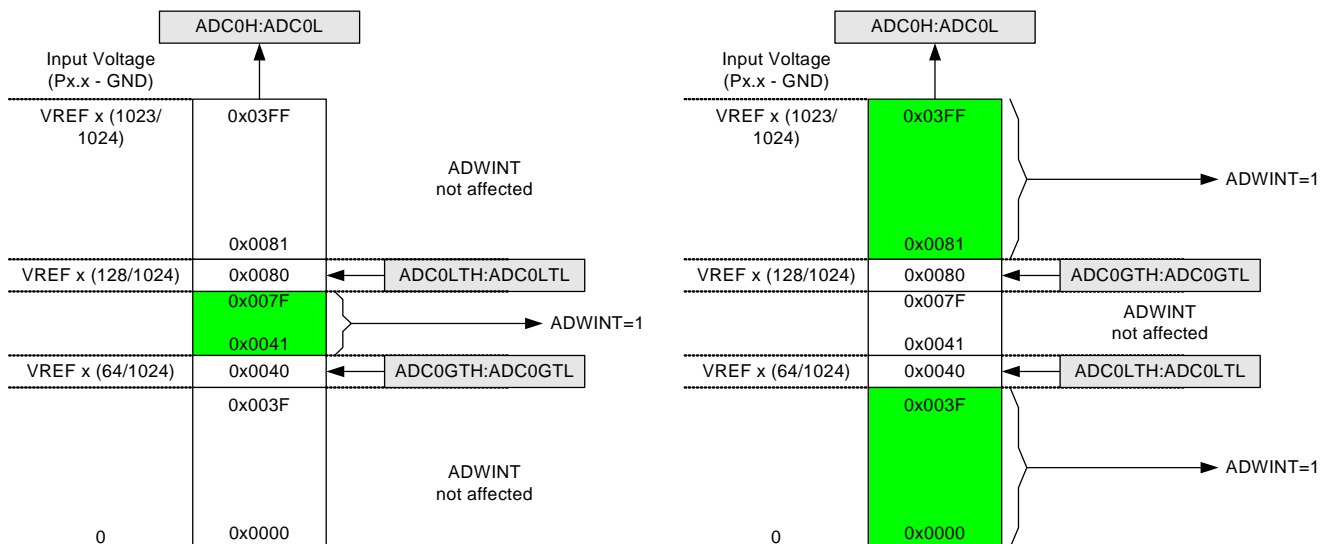 ADC0H:ADC0L
Input Voltage
(Px.x - GND)
VREF x (1023/
1024)
0x03FF
ADWINT
not affected
0x0081
VREF x (128/1024)
0x0080
ADC0LTH:ADC0LTL
0x007F
ADWINT=1
0x0041
VREF x (64/1024)
0x0040
ADC0GTH:ADC0GTL
0x003F
ADWINT
not affected
0
0x0000
ADC0H:ADC0L
Input Voltage
(Px.x - GND)
VREF x (1023/
1024)
0x03FF
ADWINT=1
0x0081
VREF x (128/1024)
0x0080
ADC0GTH:ADC0GTL
0x007F
ADWINT
not affected
0x0041
VREF x (64/1024)
0x0040
ADC0LTH:ADC0LTL
0x003F
ADWINT=1
0
0x0000